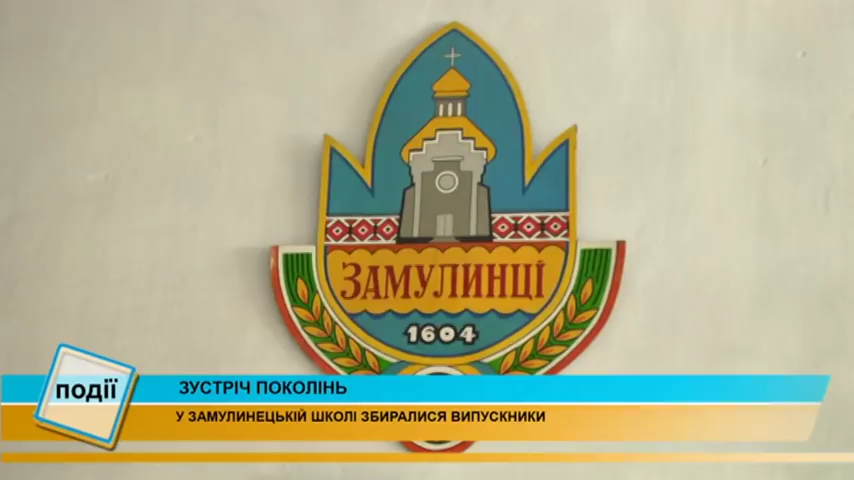 ЗАМУЛИНЦІ
1604
події
ЗУСТРІЧ ПОКОЛІНЬ
У ЗАМУЛИНЕЦЬКІЙ ШКОЛІ ЗБИРАЛИСЯ ВИПУСКНИКИ